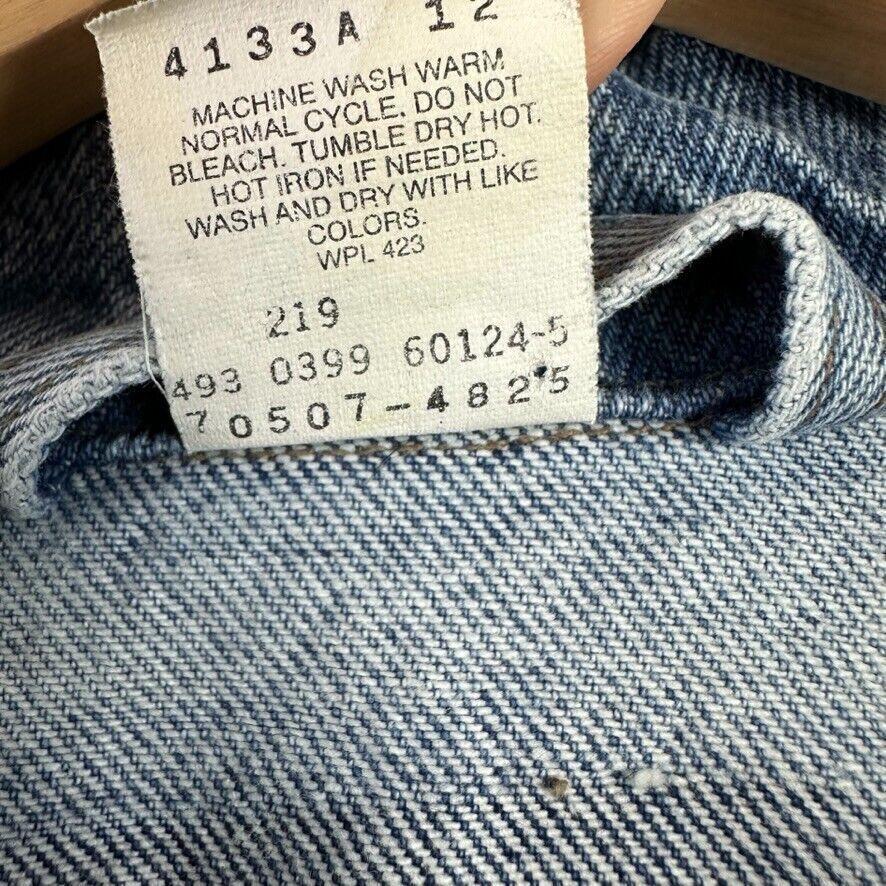 4133A 12
MACHINE WASH WARM
NORMAL CYCLE. DO NOT
BLEACH. TUMBLE DRY HOT.
HOT IRON IF NEEDED.
WASH AND DRY WITH LIKE
COLORS.
WPL 423
219
493 0399 60124-5
70507-4825